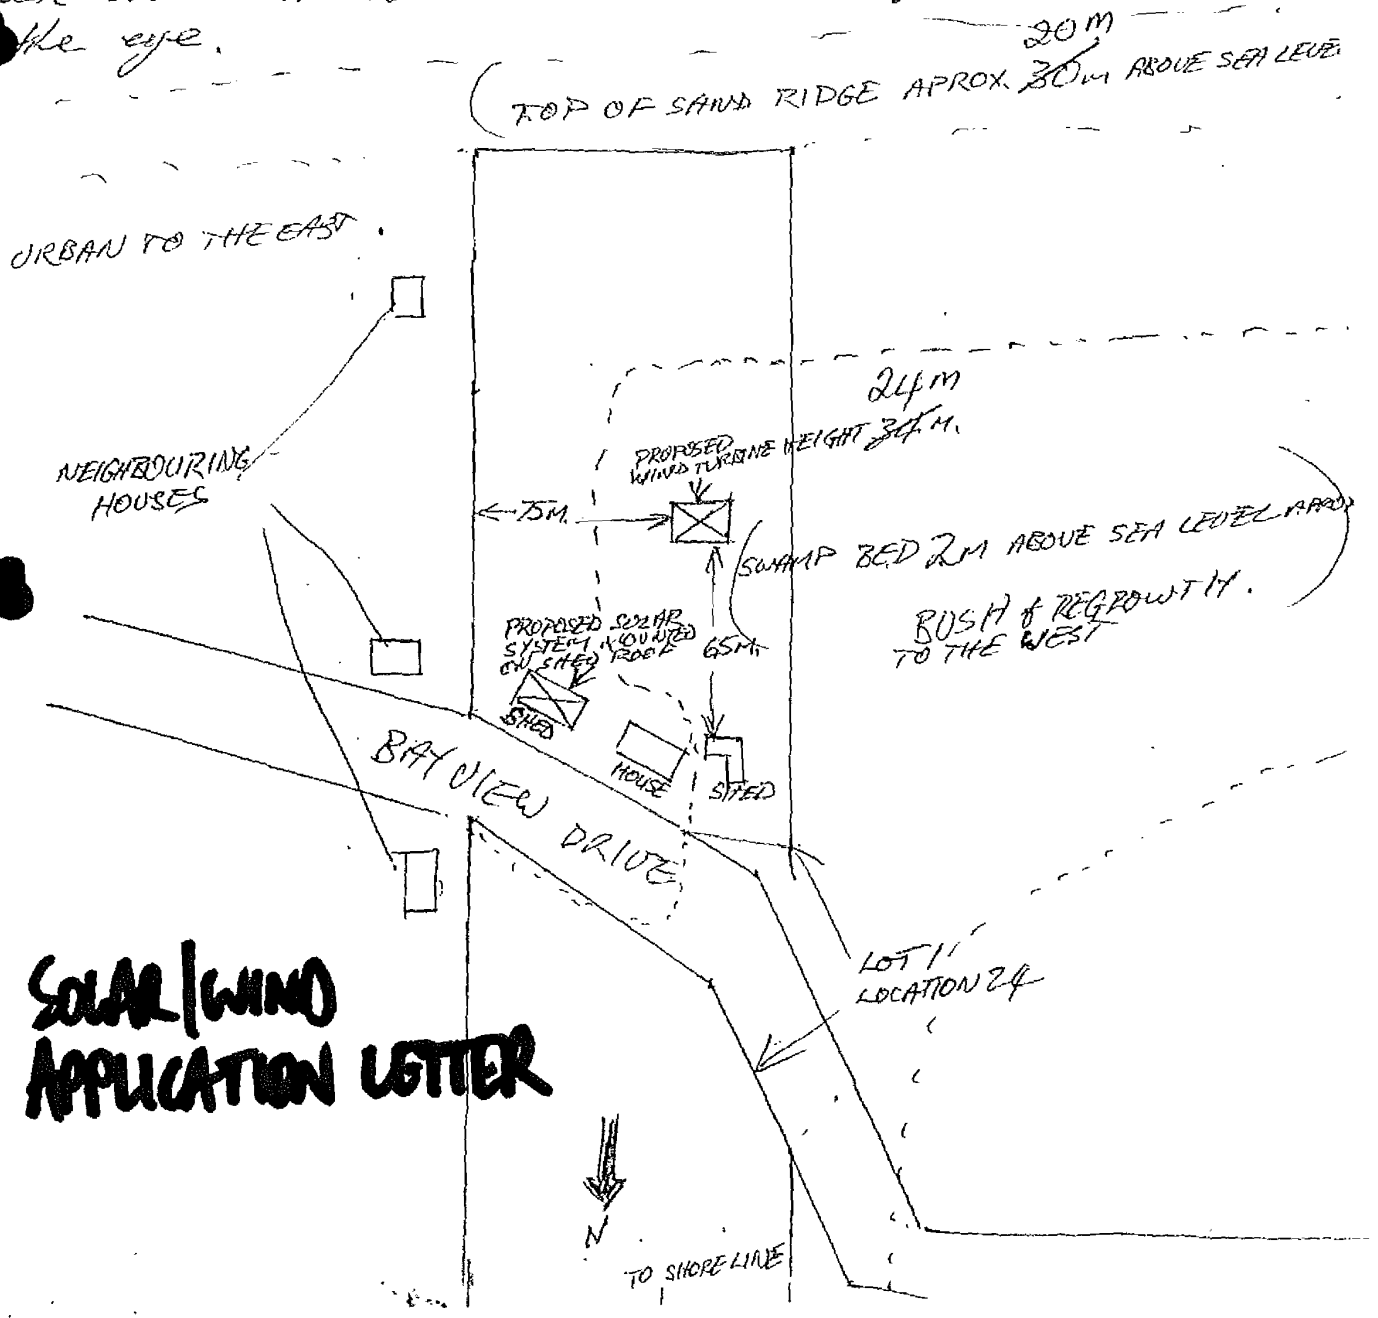 the eye.
20M
TOP OF SAND RIDGE APROX. 30M ABOVE SEA LEVEL
URBAN TO THE EAST.
24M
PROPOSED
WIND TURBINE HEIGHT 34M.
NEIGHBOURING
HOUSES
75M.
SWAMP BED 2M ABOVE SEA LEVEL APROX
BUSH & REGROWTH.
TO THE WEST
PROPOSED SOLAR
SYSTEM MOUNTED
ON SHED ROOF
65M.
SHED
HOUSE
SHED
BAYVIEW DRIVE
LOT 1
LOCATION 24
SOLAR/WIND
APPLICATION LETTER
N
TO SHORELINE